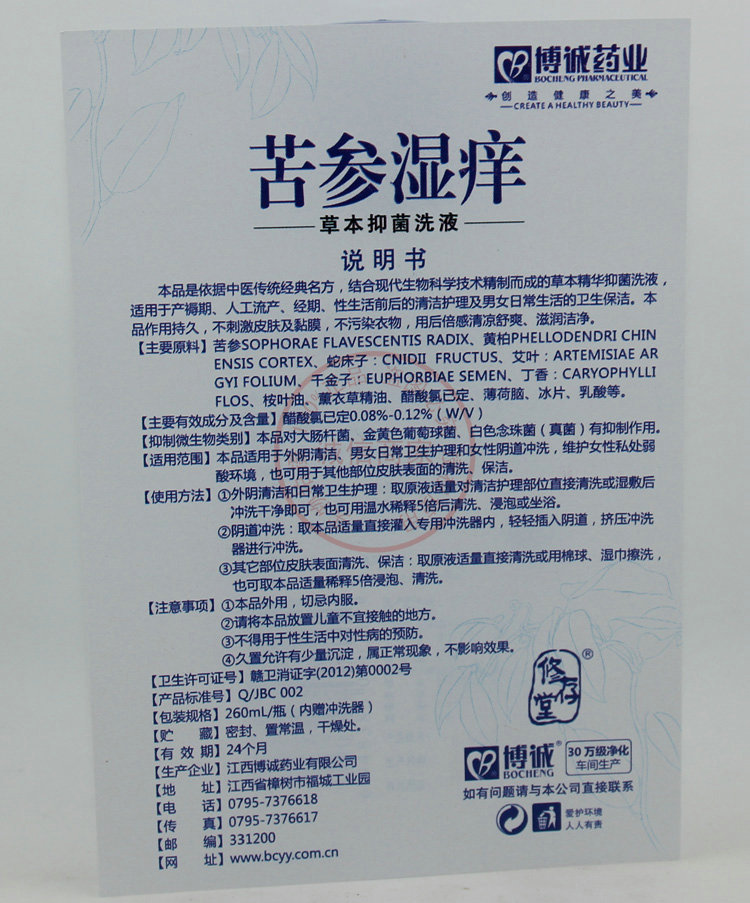 博诚药业
BOCHENG PHARMACEUTICAL
创造健康之美
CREATE A HEALTHY BEAUTY
苦参湿痒
草本抑菌洗液
说明书
本品是依据中医传统经典名方，结合现代生物科学技术精制而成的草本精华抑菌洗液，
适用于产褥期、人工流产、经期、性生活前后的清洁护理及男女日常生活的卫生保洁。本
品作用持久，不刺激皮肤及黏膜，不污染衣物，用后倍感清凉舒爽、滋润洁净。
【主要原料】苦参SOPHORAE FLAVESCENTIS RADIX、黄柏PHELLODENDRI CHIN
ENSIS CORTEX、蛇床子：CNIDII FRUCTUS、艾叶：ARTEMISIAE AR
GYI FOLIUM、千金子：EUPHORBIAE SEMEN、丁香：CARYOPHYLLI
FLOS、桉叶油、薰衣草精油、醋酸氯已定、薄荷脑、冰片、乳酸等。
【主要有效成分及含量】醋酸氯已定0.08%-0.12%（W/V）
【抑制微生物类别】本品对大肠杆菌、金黄色葡萄球菌、白色念珠菌（真菌）有抑制作用。
【适用范围】本品适用于外阴清洁、男女日常卫生护理和女性阴道冲洗，维护女性私处弱
酸环境，也可用于其他部位皮肤表面的清洗、保洁。
【使用方法】①外阴清洁和日常卫生护理：取原液适量对清洁护理部位直接清洗或湿敷后
冲洗干净即可，也可用温水稀释5倍后清洗、浸泡或坐浴。
②阴道冲洗：取本品适量直接灌入专用冲洗器内，轻轻插入阴道，挤压冲洗
器进行冲洗。
③其它部位皮肤表面清洗、保洁：取原液适量直接清洗或用棉球、湿巾擦洗，
也可取本品适量稀释5倍浸泡、清洗。
【注意事项】①本品外用，切忌内服。
②请将本品放置儿童不宜接触的地方。
③不得用于性生活中对性病的预防。
④久置允许有少量沉淀，属正常现象，不影响效果。
【卫生许可证号】赣卫消证字(2012)第0002号
【产品标准号】Q/JBC 002
【包装规格】260mL/瓶（内赠冲洗器）
【贮 藏】密封、置常温，干燥处。
【有 效 期】24个月
【生产企业】江西博诚药业有限公司
【地 址】江西省樟树市福城工业园
【电 话】0795-7376618
【传 真】0795-7376617
【邮 编】331200
【网 址】www.bcyy.com.cn
修存堂®
博诚®
BOCHENG
30万级净化
车间生产
如有问题请与本公司直接联系
爱护环境
人人有责